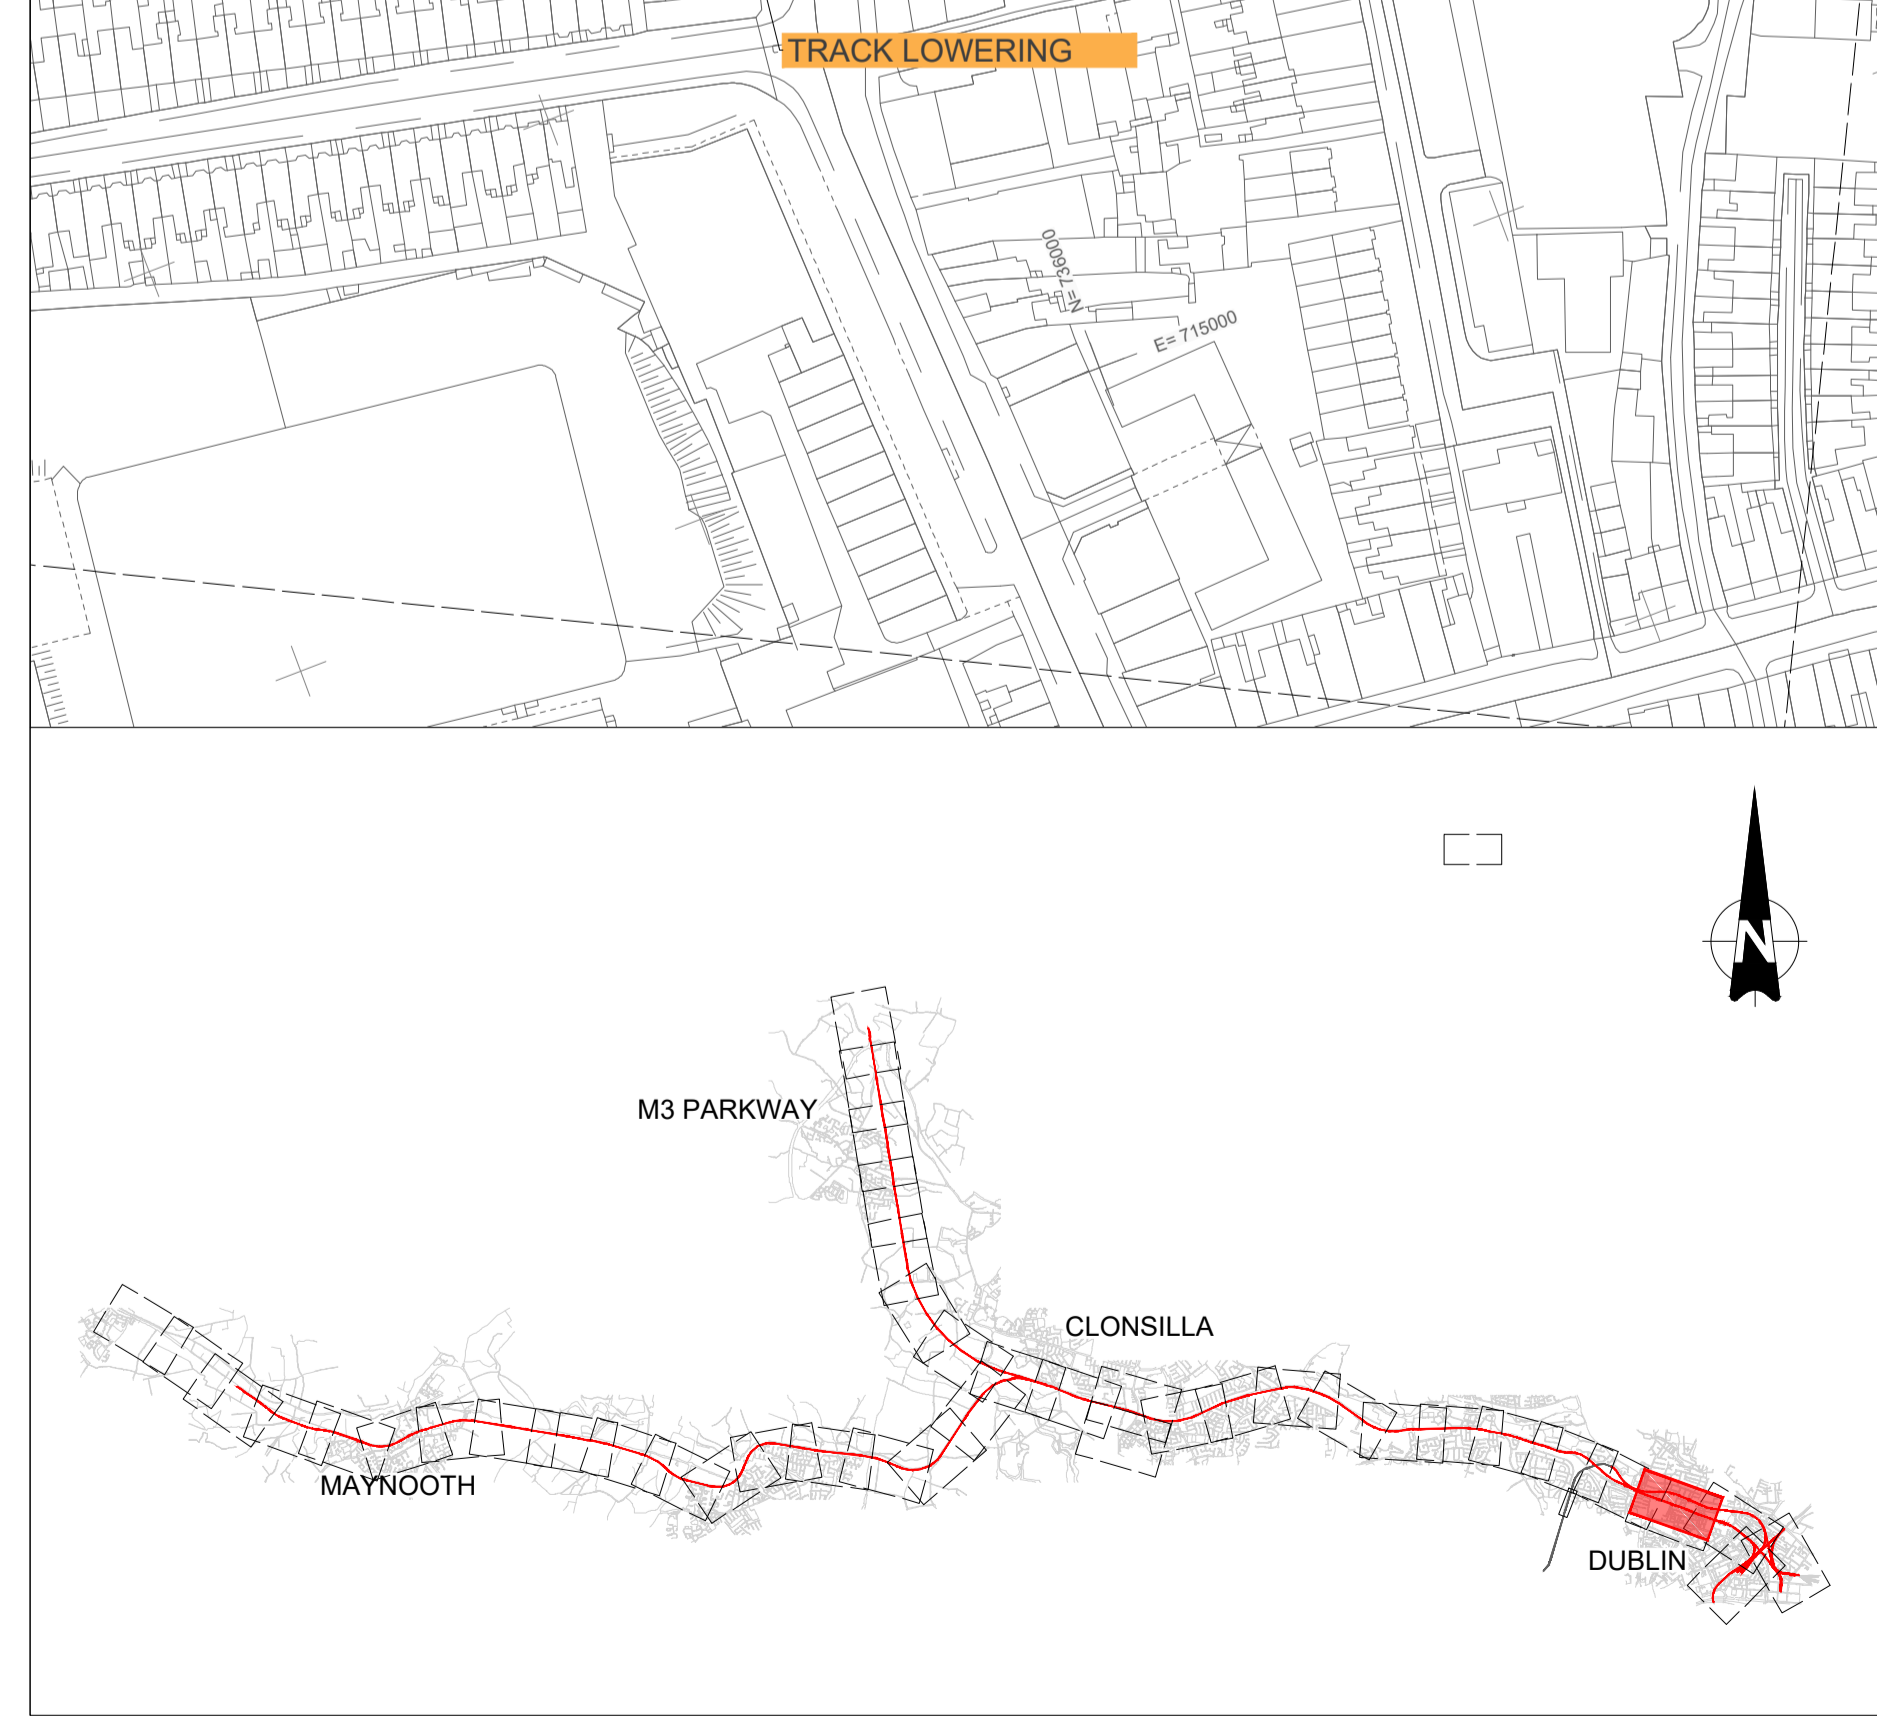 TRACK LOWERING
N= 736000
E= 715000
N
M3 PARKWAY
CLONSILLA
MAYNOOTH
DUBLIN